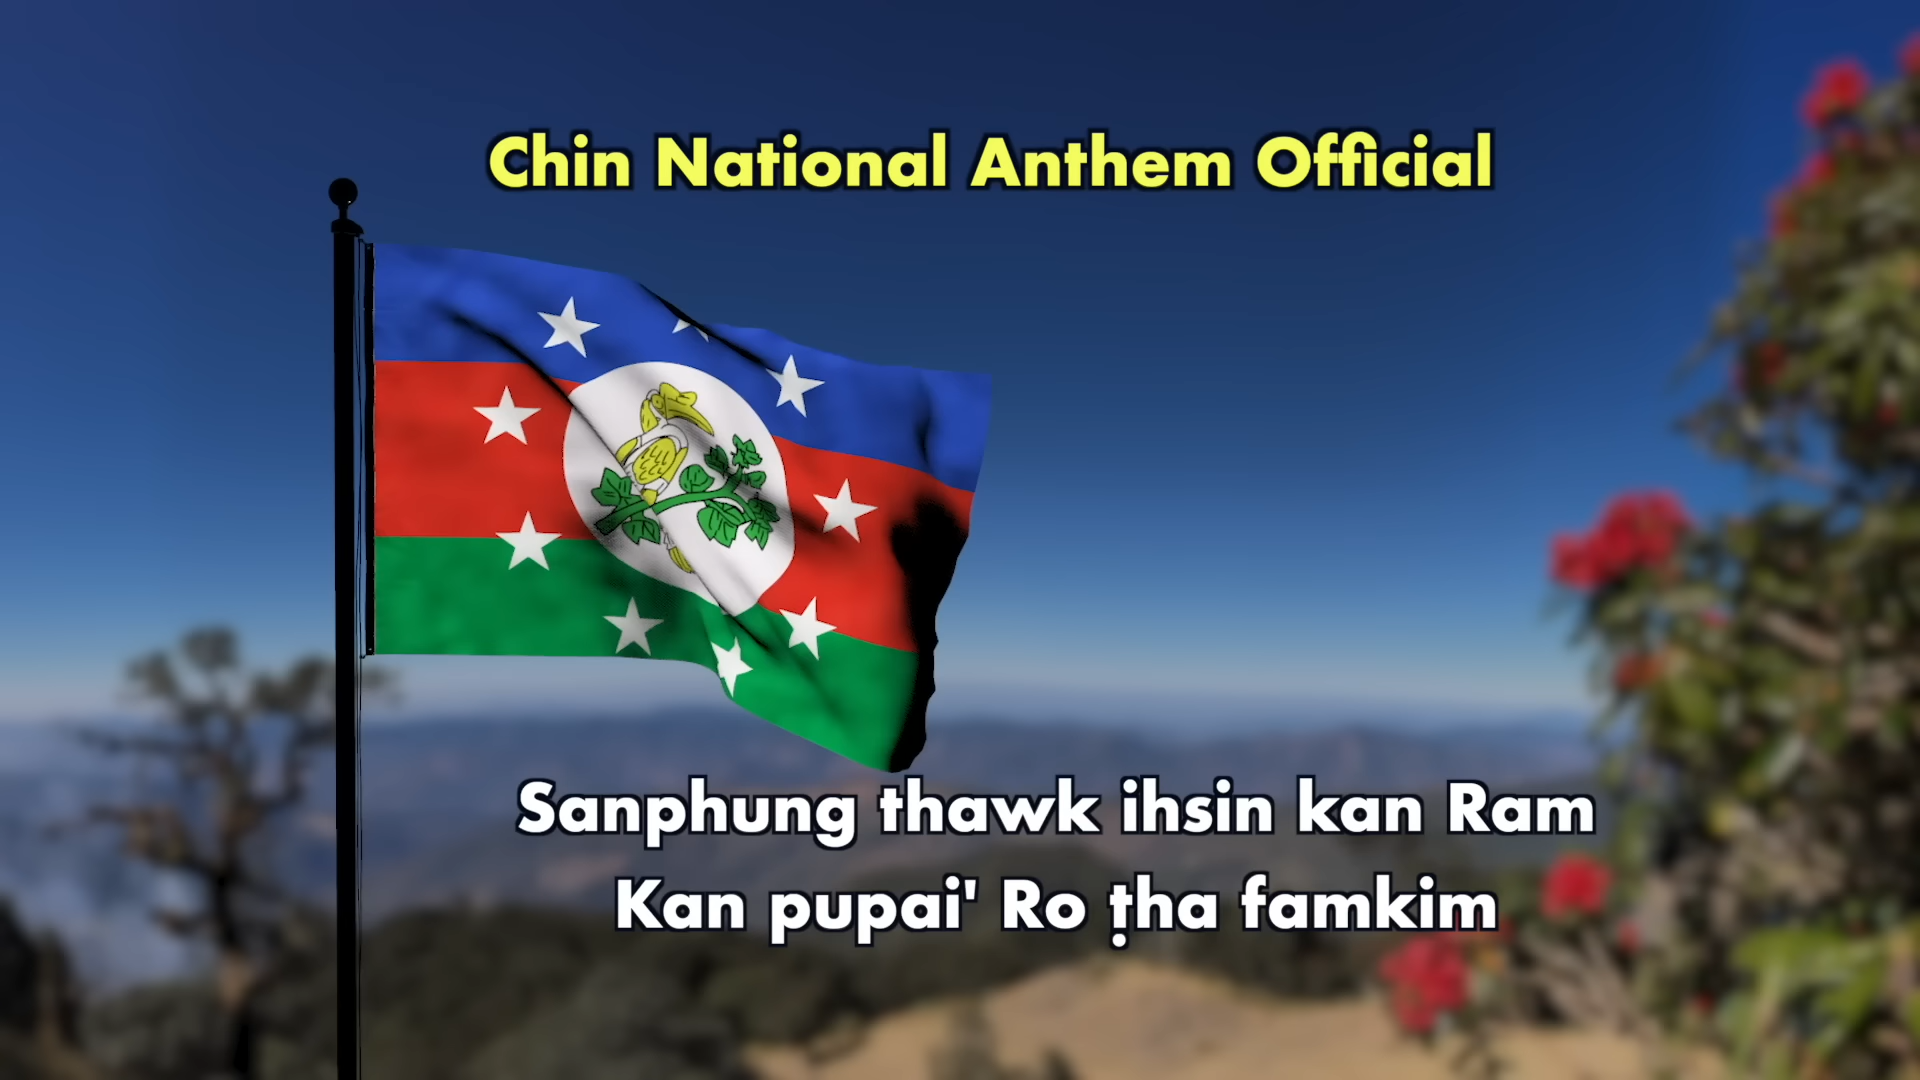 Chin National Anthem Official
Sanphung thawk ihsin kan Ram
Kan pupai' Ro ṭha famkim